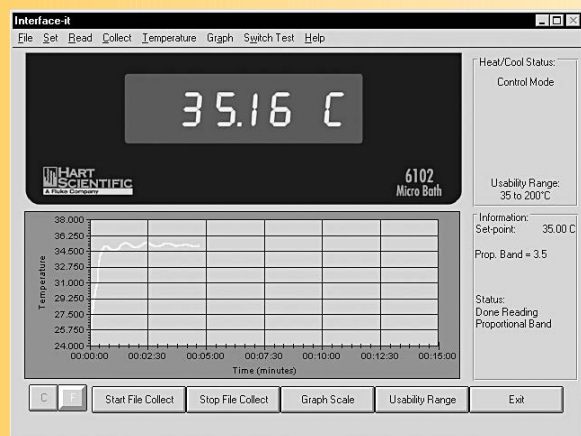 Interface-it
File Set Read Collect Temperature Graph Switch Test Help
35.16 C
HART
SCIENTIFIC
A Fluke Company
6102
Micro Bath
Heat/Cool Status:
Control Mode
Usability Range:
35 to 200°C
Information:
Set-point: 35.00 C
Prop. Band = 3.5
Status:
Done Reading
Proportional Band
Temperature
38.000
36.250
34.500
32.750
31.000
29.250
27.500
25.750
24.000
00:00:00 00:02:30 00:05:00 00:07:30 00:10:00 00:12:30 00:15:00
Time (minutes)
C F Start File Collect Stop File Collect Graph Scale Usability Range Exit